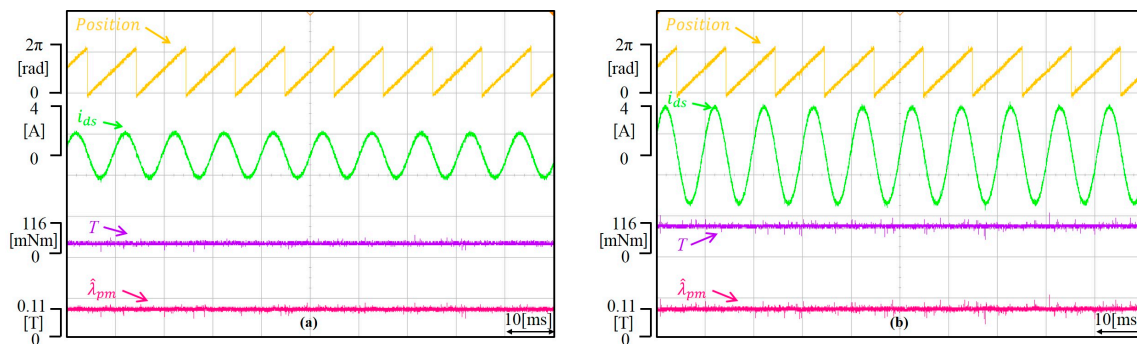 Position
2π
[rad]
0
4
[A]
0
i_ds
116
[mNm]
0
T
λ̂_pm
0.11
[T]
0
(a)
10[ms]
Position
2π
[rad]
0
4
[A]
0
i_ds
116
[mNm]
0
T
λ̂_pm
0.11
[T]
0
(b)
10[ms]